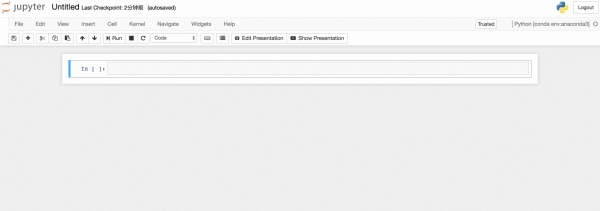 jupyter Untitled Last Checkpoint: 2分钟前 (autosaved) Logout
File Edit View Insert Cell Kernel Navigate Widgets Help Trusted Python [conda env:anaconda3]
Run Code Edit Presentation Show Presentation
In [ ]: